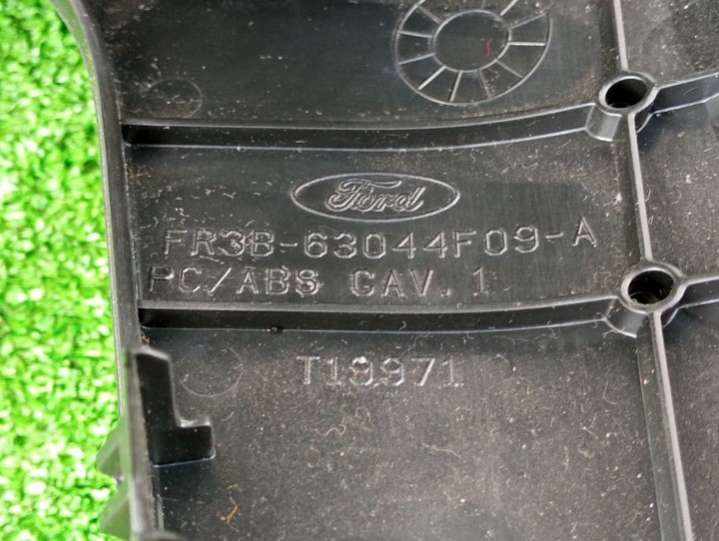 Ford
FR3B-63044F09-A
PC/ABS CAV. 1
T19971